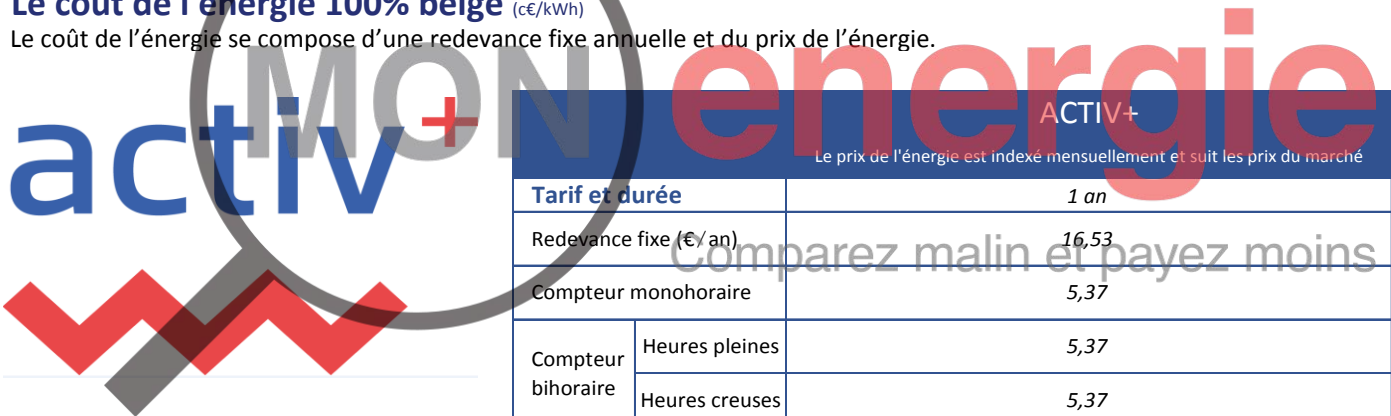 Le coût de l'énergie 100% belge (c€/kWh)
Le coût de l’énergie se compose d’une redevance fixe annuelle et du prix de l’énergie.
MON energie
Comparez malin et payez moins
activ+
ACTIV+
Le prix de l'énergie est indexé mensuellement et suit les prix du marché
Tarif et durée 1 an
Redevance fixe (€/an) 16,53
Compteur monohoraire 5,37
Compteur bihoraire
Heures pleines 5,37
Heures creuses 5,37